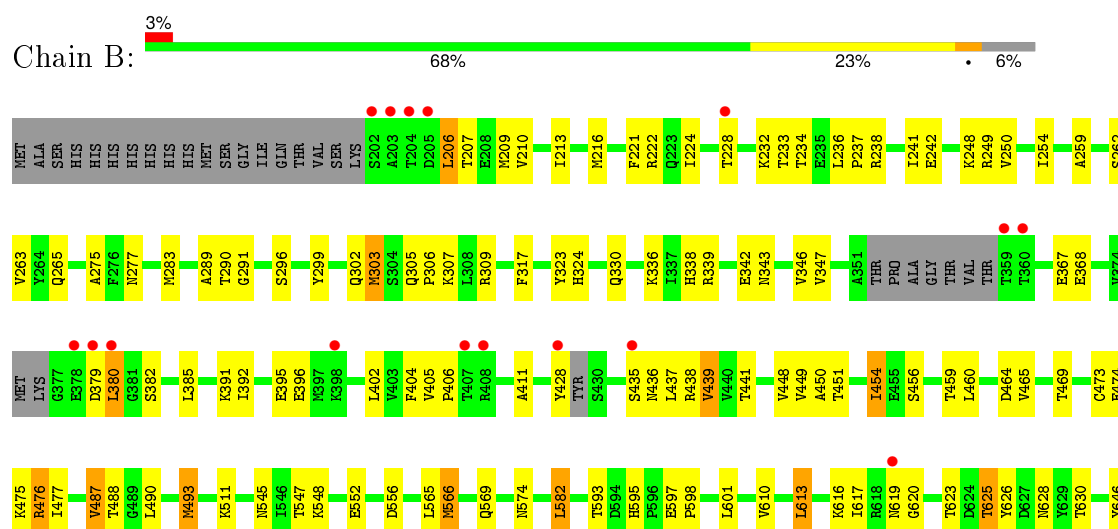 3%
Chain B:
68% 23% • 6%
MET ALA SER HIS HIS HIS HIS HIS HIS HIS MET SER GLY ILE GLN THR VAL SER LYS S202 A203 T204 D205 L206 T207 E208 M209 V210 I213 M216 F221 R222 Q223 I224 T228 K232 T233 T234 E235 L236 P237 R238 I241 E242 K248 R249 V250 I254 A259 S262
V263 Y264 Q265 A275 F276 N277 M283 A289 T290 G291 S296 Y299 Q302 M303 S304 Q305 P306 K307 L308 R309 F317 Y323 H324 Q330 K336 I337 H338 R339 E342 N343 V346 V347 A351 THR PRO ALA GLY THR VAL THR T359 T360 E367 E368
MET LYS G377 E378 D379 L380 G381 S382 L385 K391 I392 E395 E396 M397 K398 L402 V403 F404 V405 P406 T407 R408 A411 Y428 TYR S430 S435 N436 L437 R438 V439 V440 T441 V448 V449 A450 T451 I454 E455 S456 T459 L460 D464 V465 T469 C473
K475 R476 I477 V487 T488 G489 L490 M493 K511 N545 I546 T547 K548 E552 D556 L565 M566 Q569 N574 L582 T593 D594 H595 P596 E597 P598 L601 V610 L613 K616 I617 R618 N619 G620 T623 D624 I625 Y626 D627 N628 Y629 T630